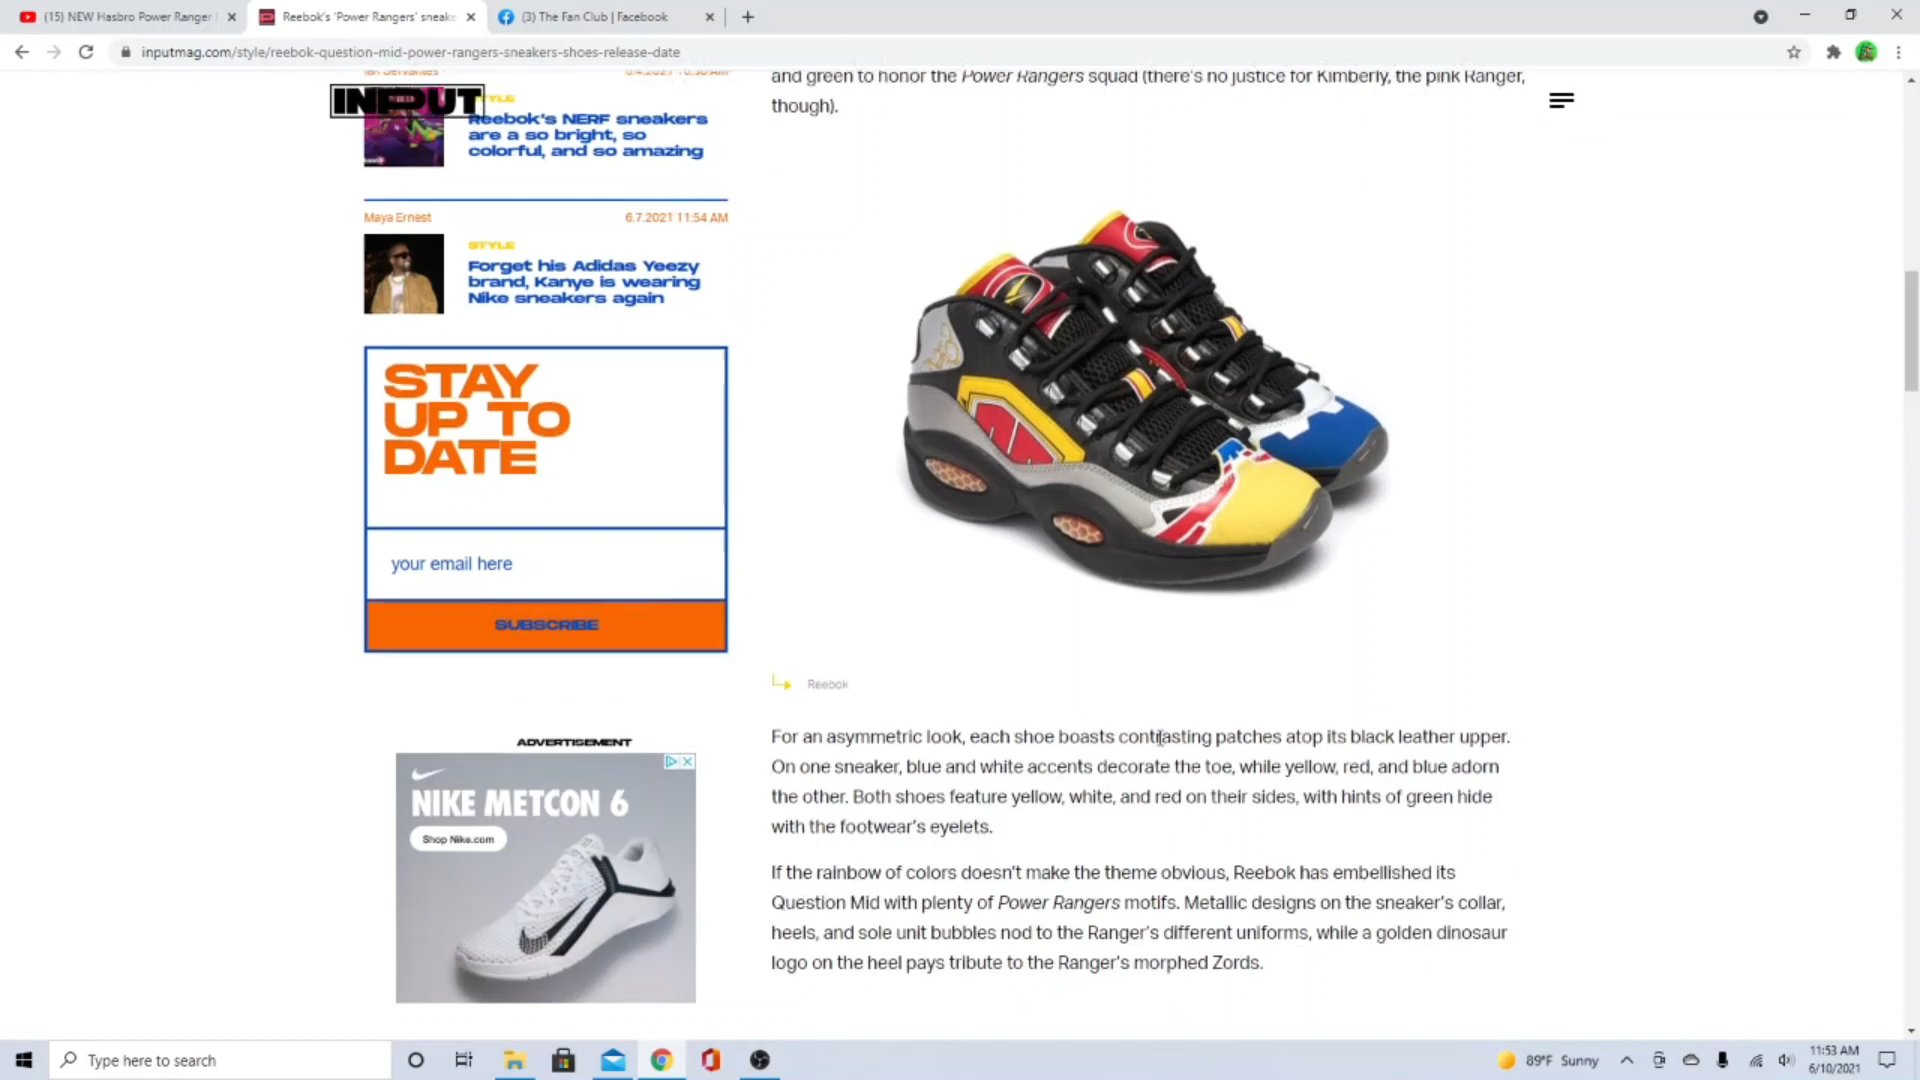 (15) NEW Hasbro Power Ranger
Reebok's 'Power Rangers' sneake
(3) The Fan Club | Facebook
inputmag.com/style/reebok-question-mid-power-rangers-sneakers-shoes-release-date
INPUT
STYLE
Reebok's NERF sneakers
are a so bright, so
colorful, and so amazing
Maya Ernest 6.7.2021 11:54 AM
STYLE
Forget his Adidas Yeezy
brand, Kanye is wearing
Nike sneakers again
STAY
UP TO
DATE
your email here
SUBSCRIBE
ADVERTISEMENT
NIKE METCON 6
Shop Nike.com
and green to honor the Power Rangers squad (there's no justice for Kimberly, the pink Ranger,
though).
Reebok
For an asymmetric look, each shoe boasts contrasting patches atop its black leather upper.
On one sneaker, blue and white accents decorate the toe, while yellow, red, and blue adorn
the other. Both shoes feature yellow, white, and red on their sides, with hints of green hide
with the footwear's eyelets.
If the rainbow of colors doesn't make the theme obvious, Reebok has embellished its
Question Mid with plenty of Power Rangers motifs. Metallic designs on the sneaker's collar,
heels, and sole unit bubbles nod to the Ranger's different uniforms, while a golden dinosaur
logo on the heel pays tribute to the Ranger's morphed Zords.
Type here to search
89°F Sunny
11:53 AM
6/10/2021